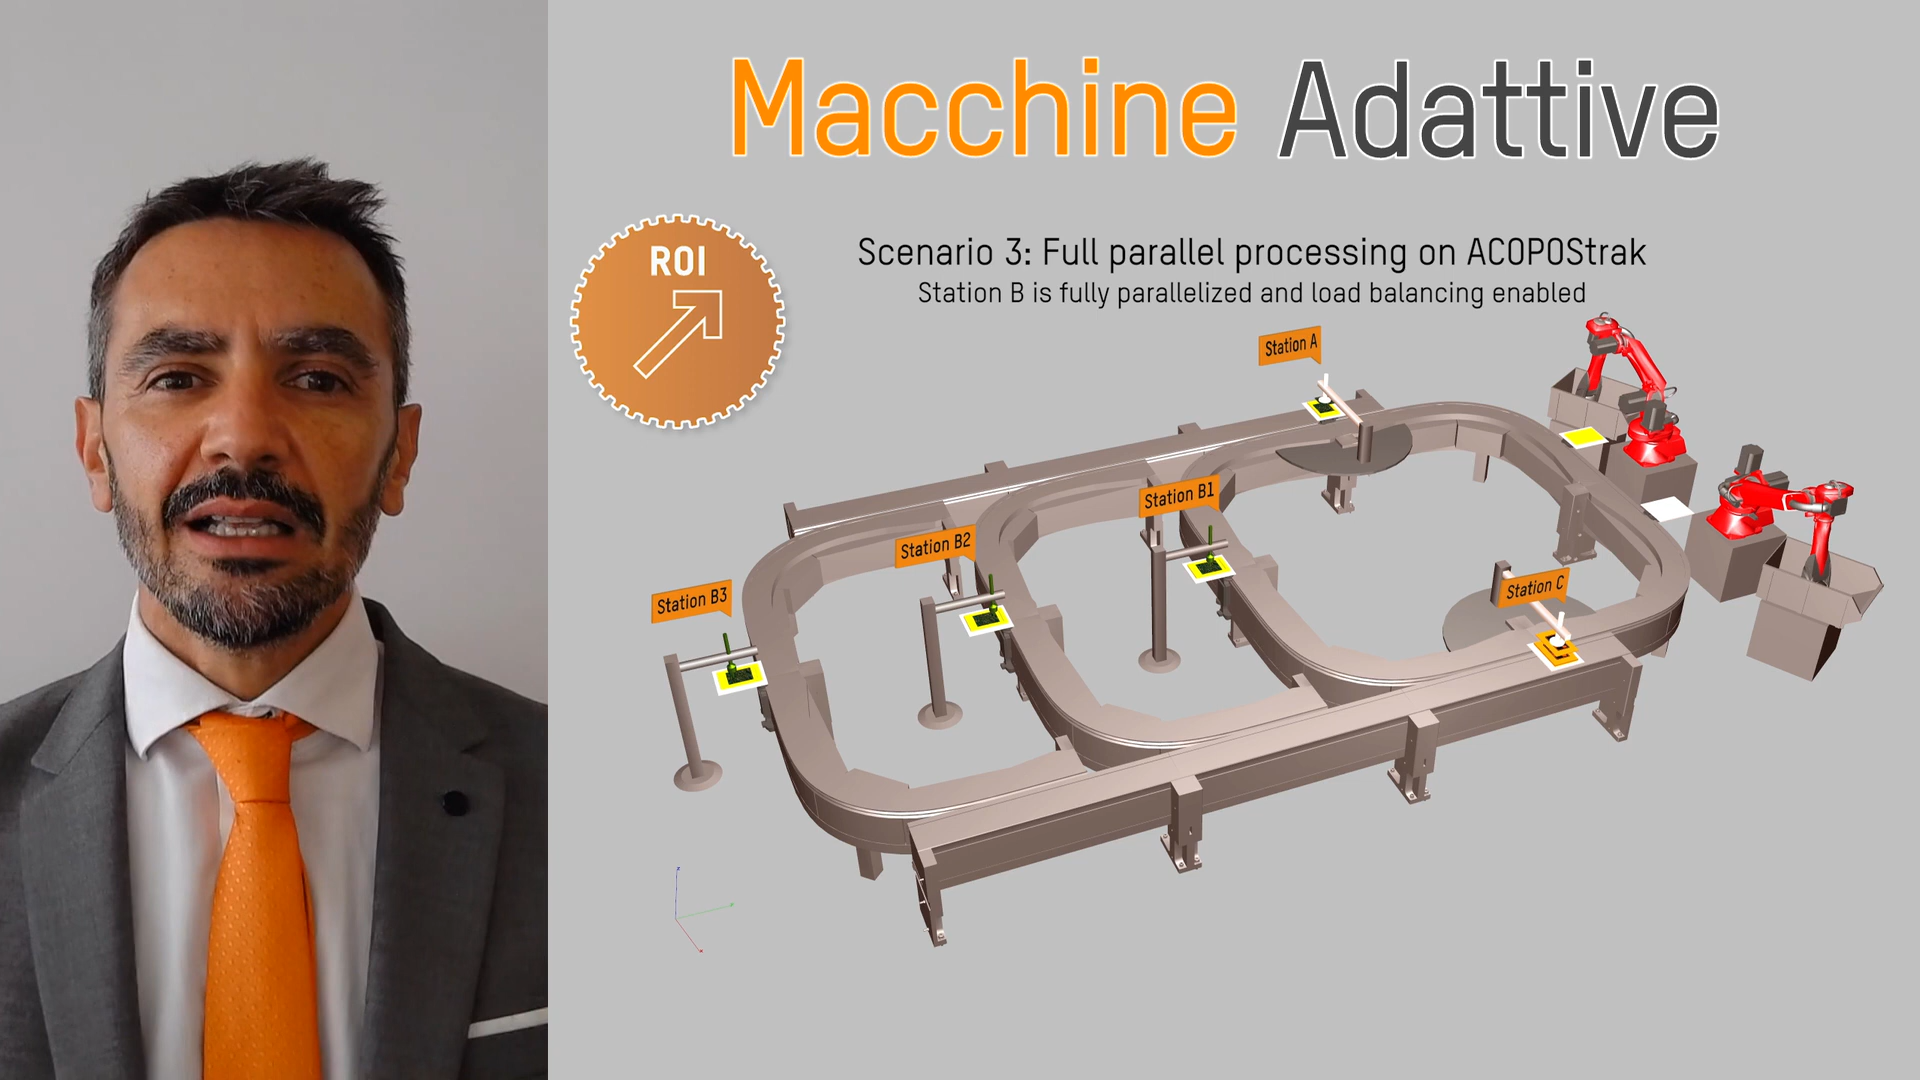 Macchine Adattive
ROI
Scenario 3: Full parallel processing on ACOPOStrak
Station B is fully parallelized and load balancing enabled
Station A
Station B1
Station B2
Station B3
Station C